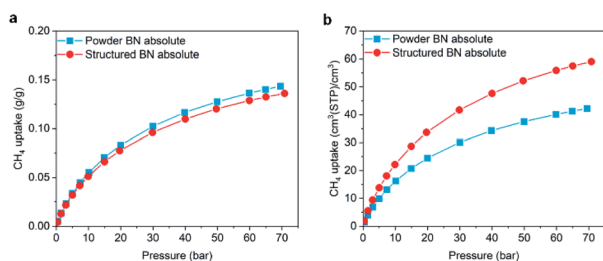 a
0.20
0.15
0.10
0.05
0.00
CH₄ uptake (g/g)
Powder BN absolute
Structured BN absolute
0 10 20 30 40 50 60 70
Pressure (bar)
b
70
60
50
40
30
20
10
0
CH₄ uptake (cm³(STP)/cm³)
Powder BN absolute
Structured BN absolute
0 10 20 30 40 50 60 70
Pressure (bar)